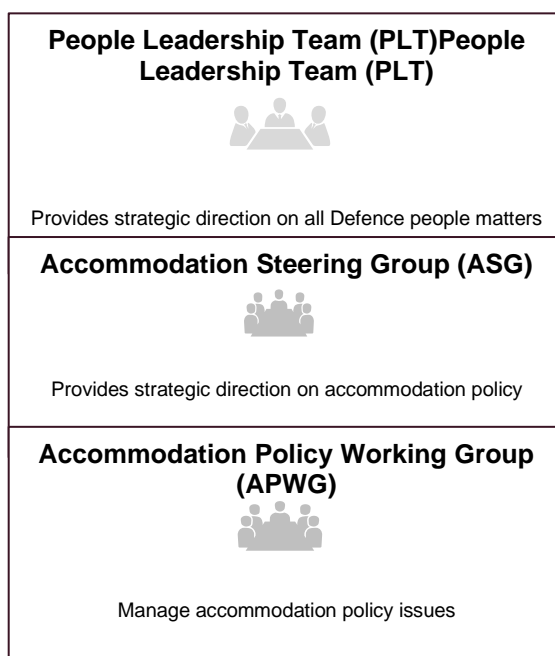 People Leadership Team (PLT)People
Leadership Team (PLT)
Provides strategic direction on all Defence people matters
Accommodation Steering Group (ASG)
Provides strategic direction on accommodation policy
Accommodation Policy Working Group
(APWG)
Manage accommodation policy issues